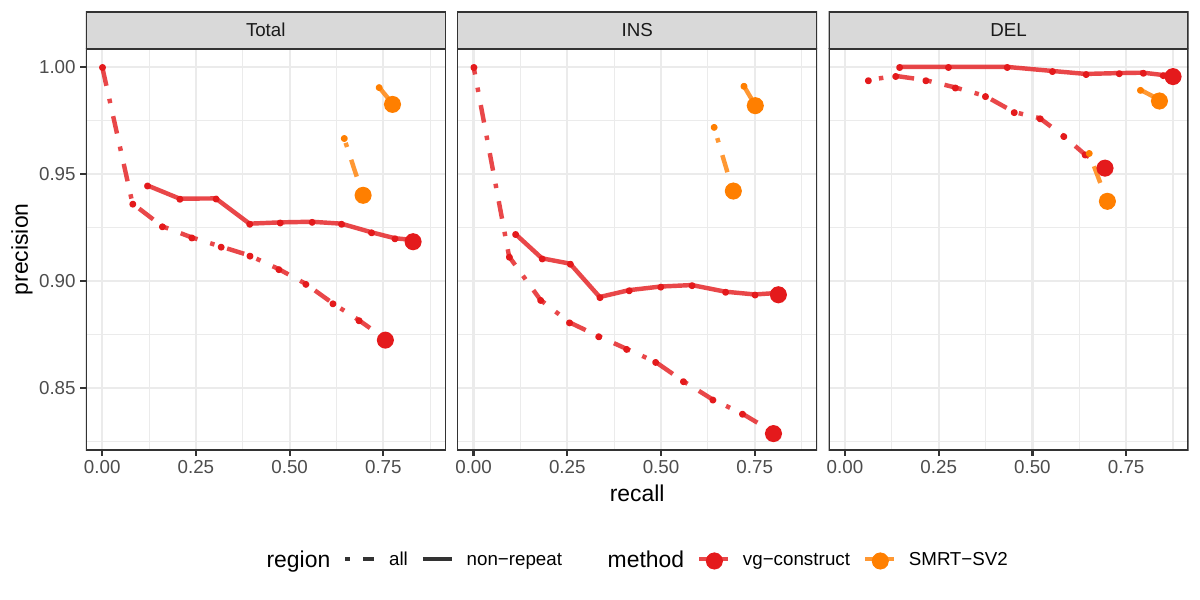 Total INS DEL
1.00
0.95
0.90
0.85
precision
0.00 0.25 0.50 0.75 0.00 0.25 0.50 0.75 0.00 0.25 0.50 0.75
recall
region all non−repeat method vg−construct SMRT−SV2